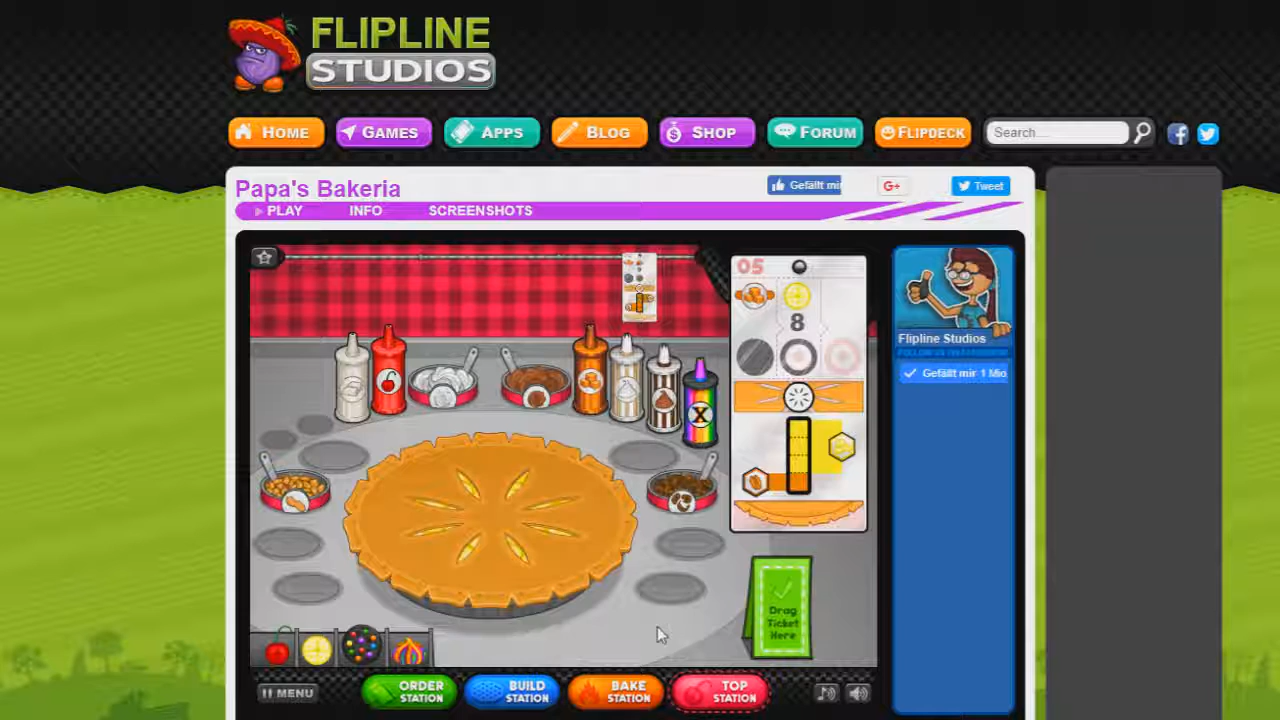 FLIPLINE
STUDIOS
HOME
GAMES
APPS
BLOG
SHOP
FORUM
FLIPDECK
Search...
Papa's Bakeria
Gefällt mir
G+
Tweet
PLAY
INFO
SCREENSHOTS
05
8
X
Flipline Studios
Gefällt mir 1 Mio
Drag
Ticket
Here
MENU
ORDER
STATION
BUILD
STATION
BAKE
STATION
TOP
STATION